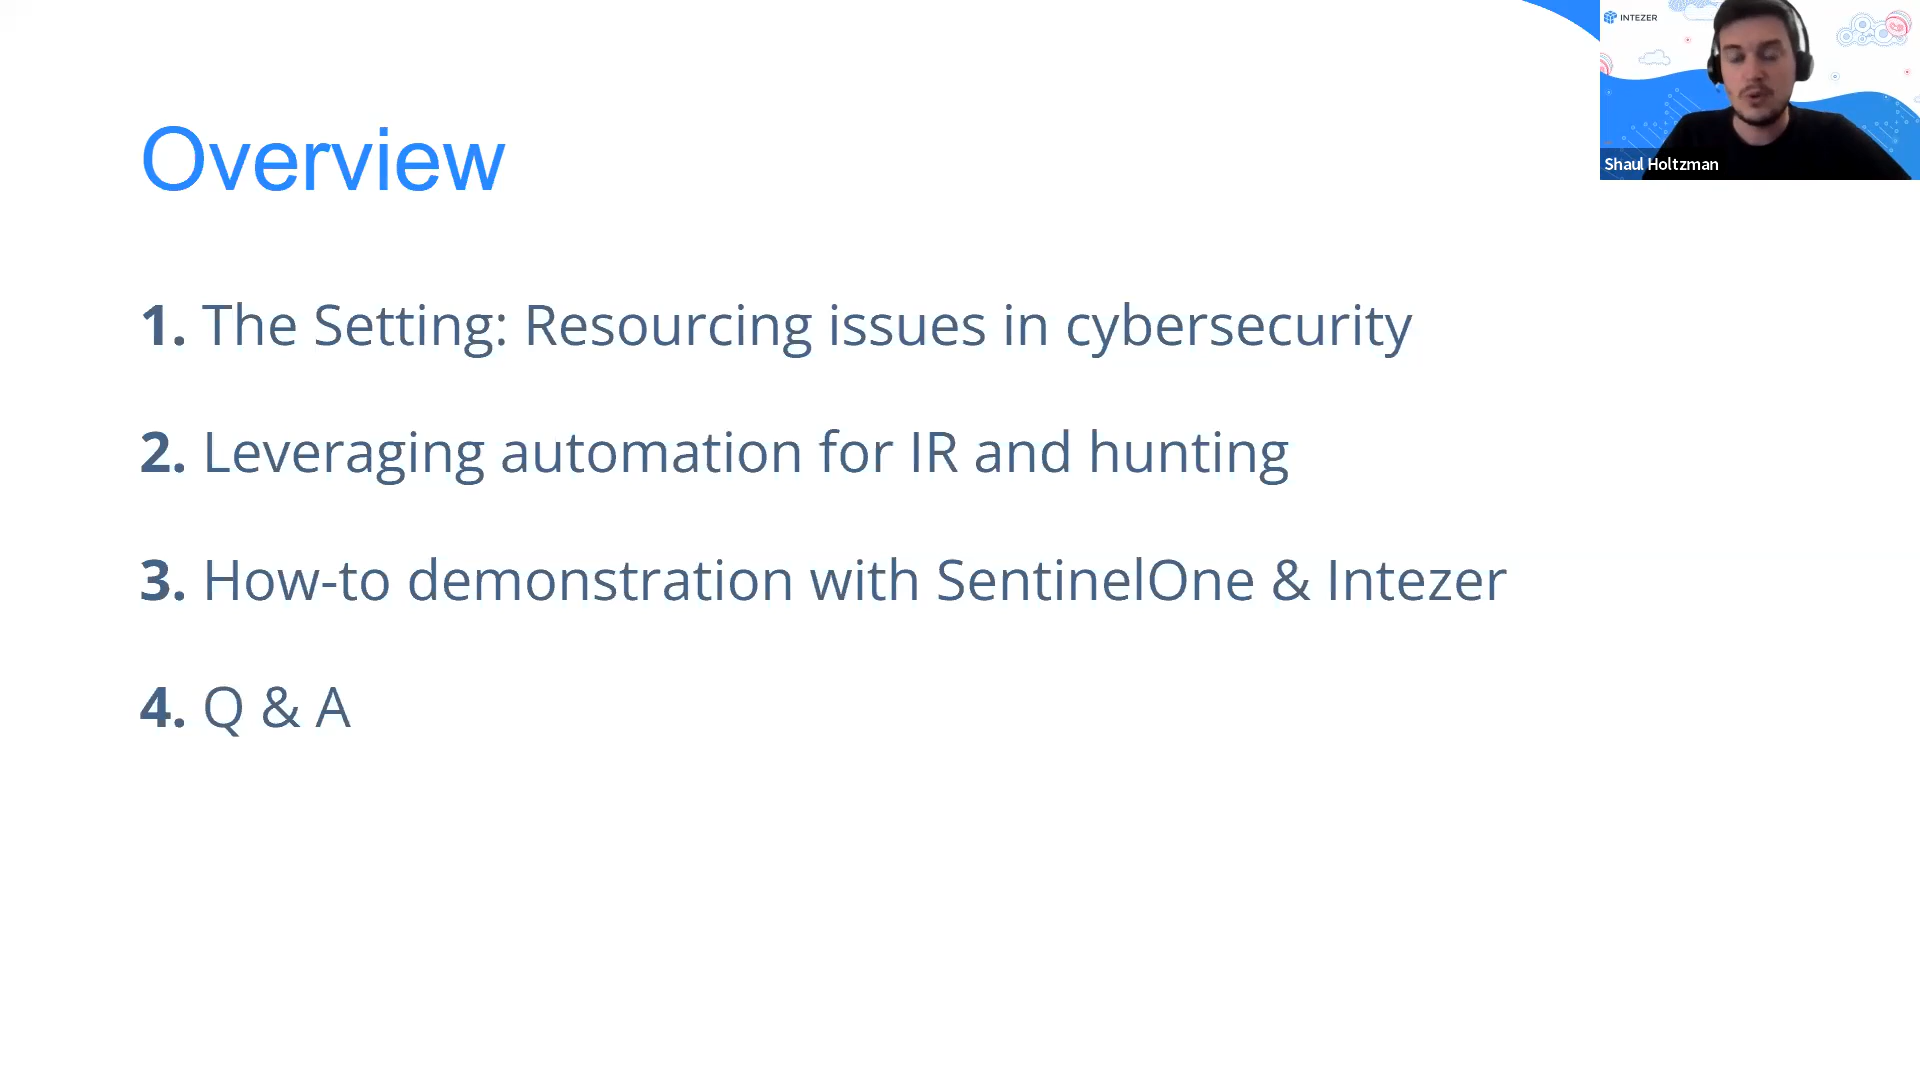 INTEZER
Shaul Holtzman
Overview
1. The Setting: Resourcing issues in cybersecurity
2. Leveraging automation for IR and hunting
3. How-to demonstration with SentinelOne & Intezer
4. Q & A